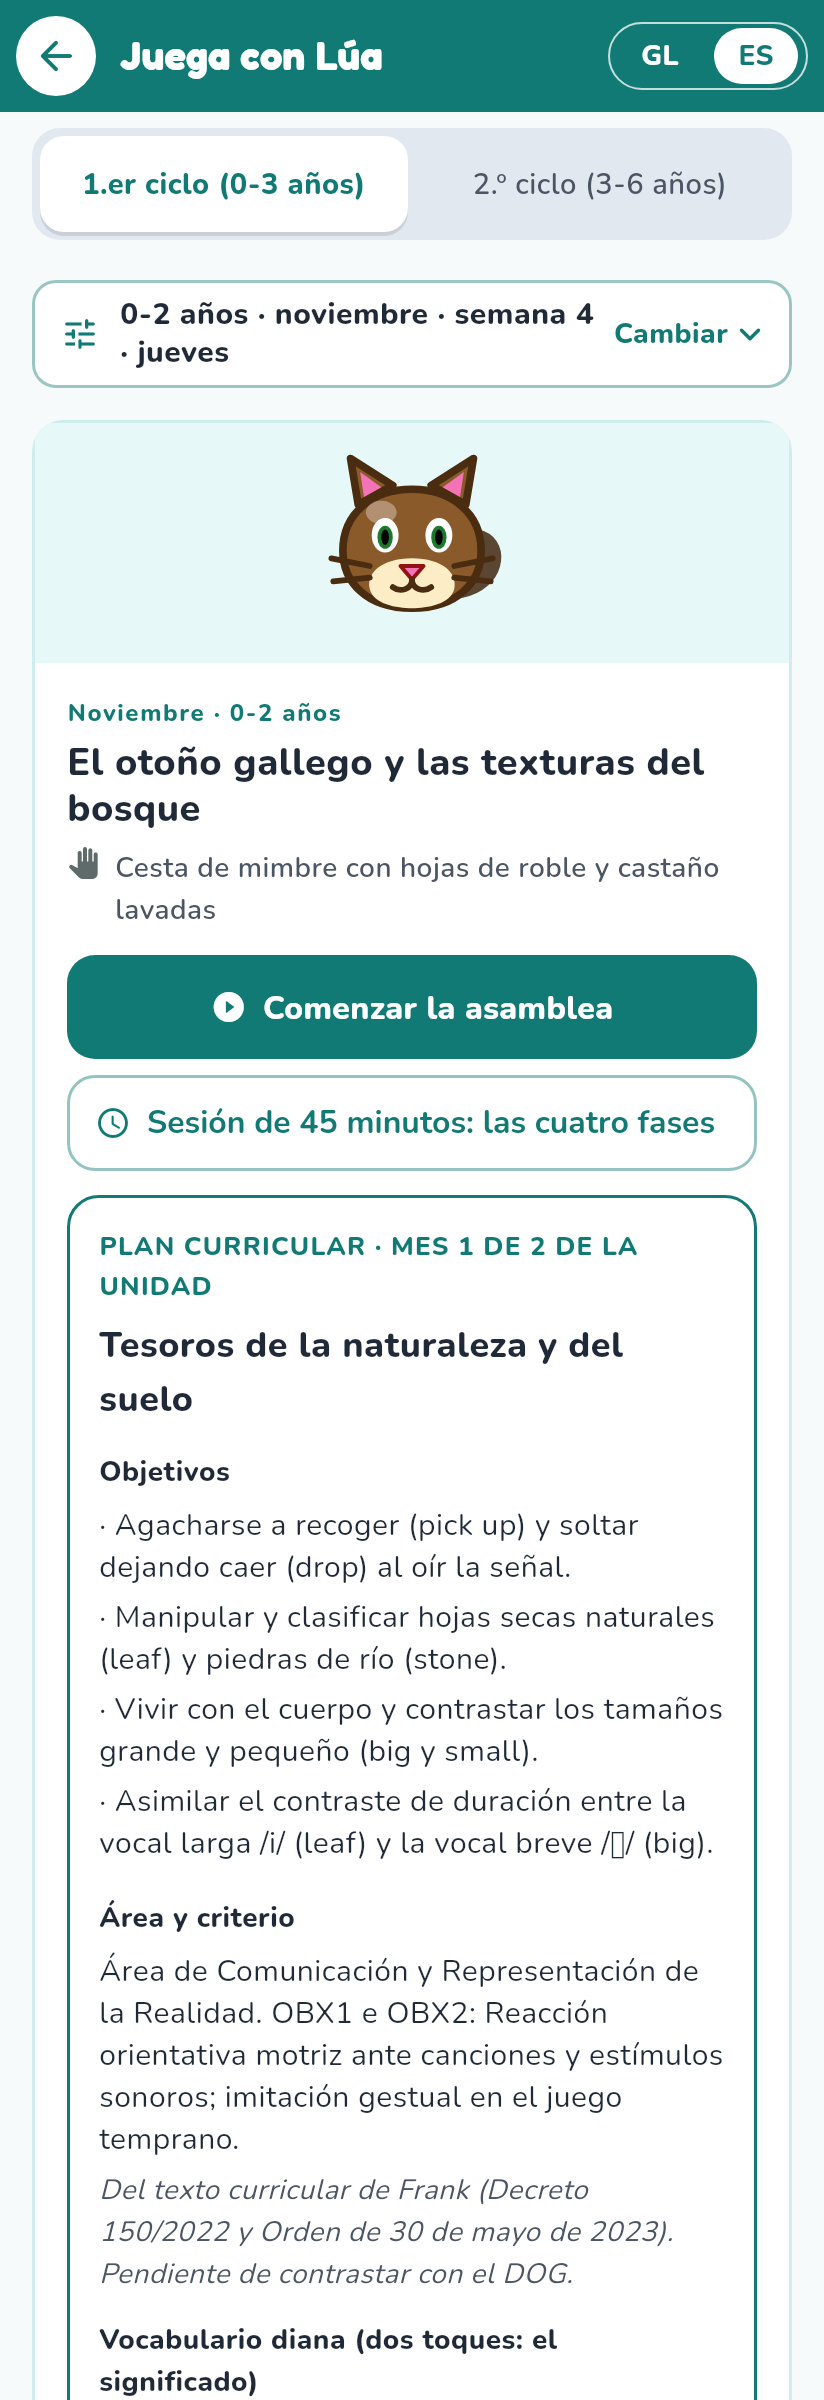 Juega con Lúa
GL ES
1.er ciclo (0-3 años)
2.º ciclo (3-6 años)
0-2 años · noviembre · semana 4
· jueves
Cambiar
Noviembre · 0-2 años
El otoño gallego y las texturas del
bosque
Cesta de mimbre con hojas de roble y castaño
lavadas
Comenzar la asamblea
Sesión de 45 minutos: las cuatro fases
PLAN CURRICULAR · MES 1 DE 2 DE LA
UNIDAD
Tesoros de la naturaleza y del
suelo
Objetivos
· Agacharse a recoger (pick up) y soltar
dejando caer (drop) al oír la señal.
· Manipular y clasificar hojas secas naturales
(leaf) y piedras de río (stone).
· Vivir con el cuerpo y contrastar los tamaños
grande y pequeño (big y small).
· Asimilar el contraste de duración entre la
vocal larga /i/ (leaf) y la vocal breve /▯/ (big).
Área y criterio
Área de Comunicación y Representación de
la Realidad. OBX1 e OBX2: Reacción
orientativa motriz ante canciones y estímulos
sonoros; imitación gestual en el juego
temprano.
Del texto curricular de Frank (Decreto
150/2022 y Orden de 30 de mayo de 2023).
Pendiente de contrastar con el DOG.
Vocabulario diana (dos toques: el
significado)